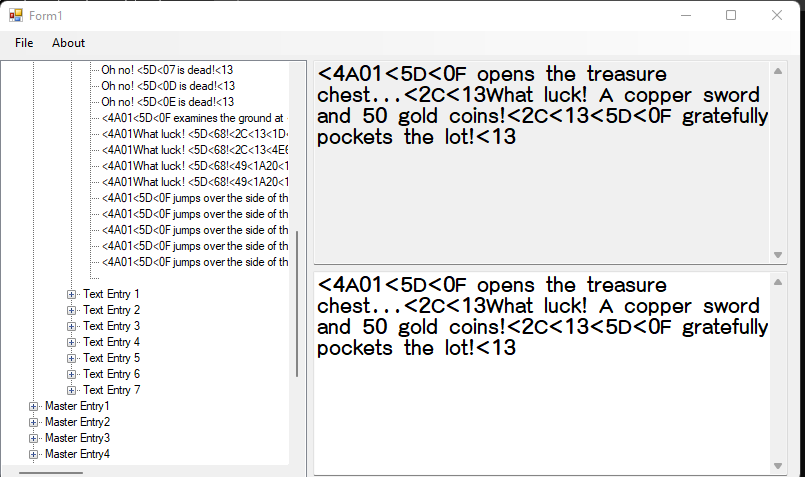 Form1
File About
Oh no! <5D<07 is dead!<13
Oh no! <5D<0D is dead!<13
Oh no! <5D<0E is dead!<13
<4A01<5D<0F examines the ground at
<4A01What luck! <5D<68!<2C<13<1D<
<4A01What luck! <5D<68!<2C<13<4E6
<4A01What luck! <5D<68!<49<1A20<1
<4A01What luck! <5D<68!<49<1A20<1
<4A01<5D<0F jumps over the side of th
<4A01<5D<0F jumps over the side of th
<4A01<5D<0F jumps over the side of th
<4A01<5D<0F jumps over the side of th
<4A01<5D<0F jumps over the side of th
Text Entry 1
Text Entry 2
Text Entry 3
Text Entry 4
Text Entry 5
Text Entry 6
Text Entry 7
Master Entry1
Master Entry2
Master Entry3
Master Entry4
<4A01<5D<0F opens the treasure
chest...<2C<13What luck! A copper sword
and 50 gold coins!<2C<13<5D<0F gratefully
pockets the lot!<13
<4A01<5D<0F opens the treasure
chest...<2C<13What luck! A copper sword
and 50 gold coins!<2C<13<5D<0F gratefully
pockets the lot!<13